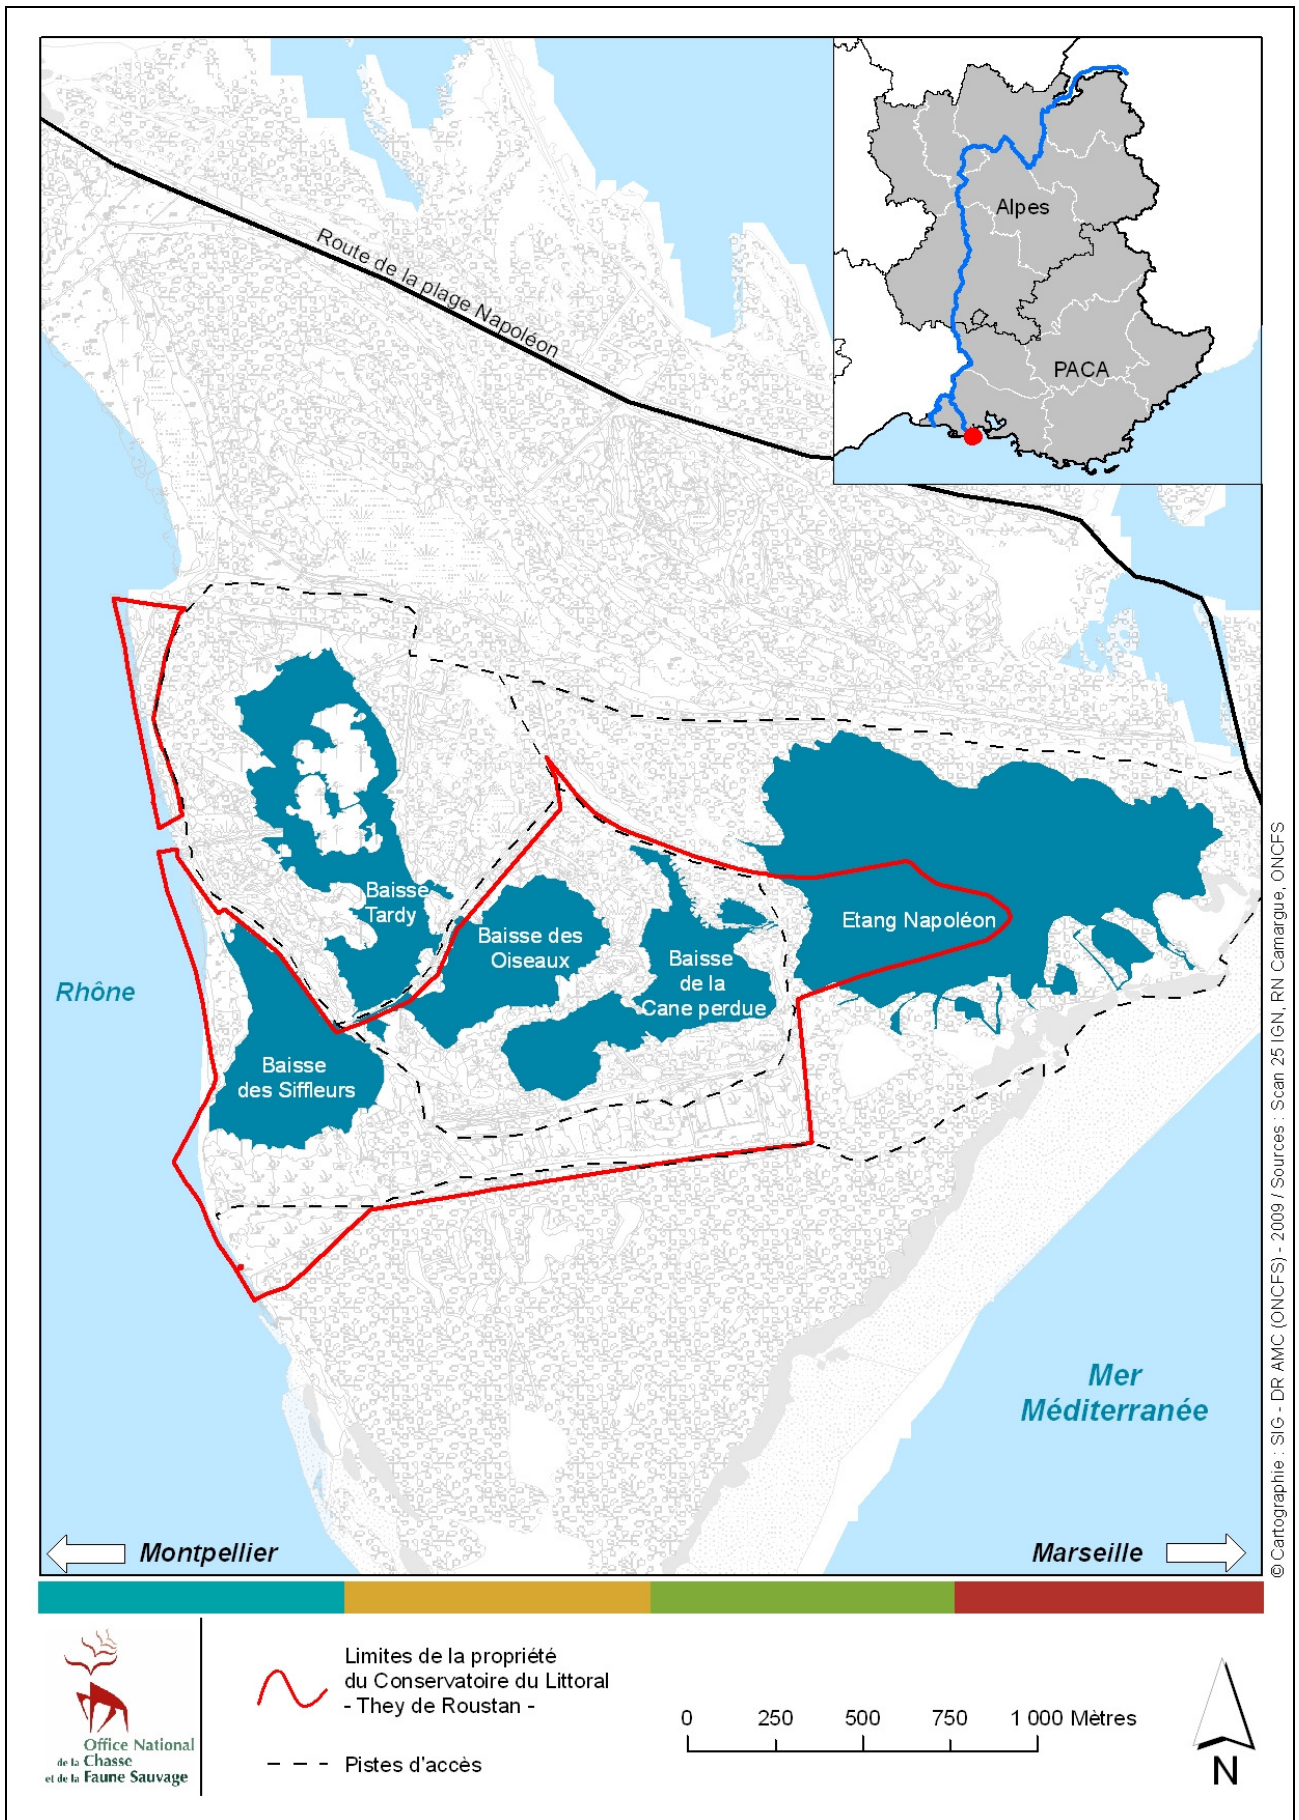 Alpes
PACA
Route de la plage Napoléon
Baisse
Tardy
Baisse des
Oiseaux
Etang Napoléon
Baisse
de la
Cane perdue
Rhône
Baisse
des Siffleurs
Mer
Méditerranée
Montpellier
Marseille
© Cartographie : SIG - DR AMC (ONCFS) - 2009 / Sources : Scan 25 IGN, RN Camargue, ONCFS
Office National
de la Chasse
et de la Faune Sauvage
Limites de la propriété
du Conservatoire du Littoral
- They de Roustan -
Pistes d'accès
0 250 500 750 1 000 Mètres
N